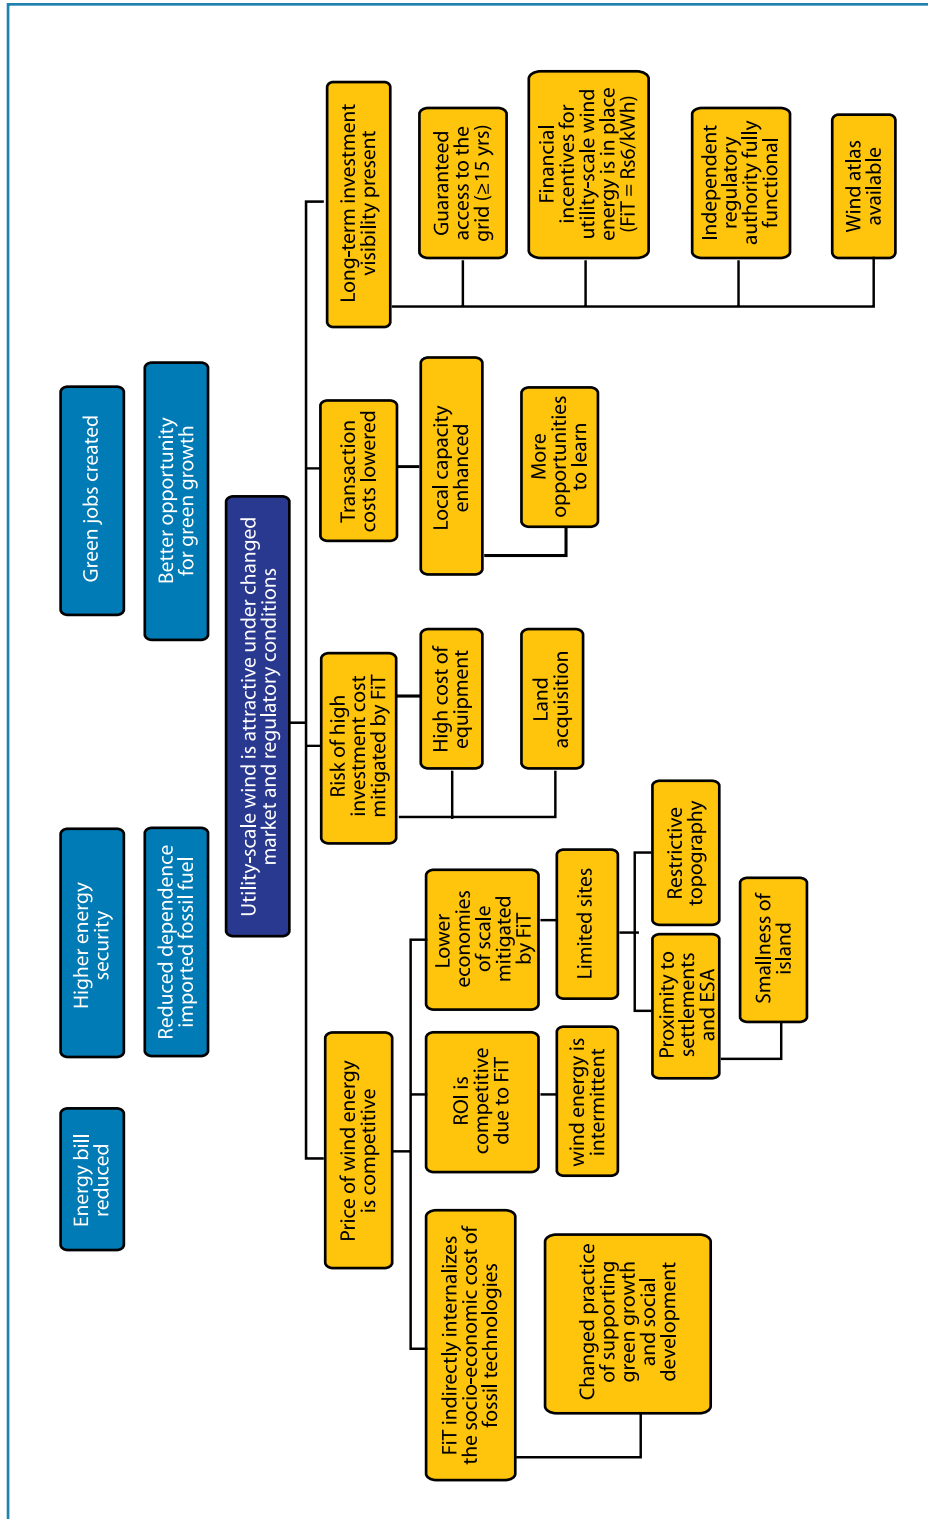 Energy bill
reduced
Higher energy
security
Green jobs created
Reduced dependence
imported fossil fuel
Better opportunity
for green growth
Utility-scale wind is attractive under changed
market and regulatory conditions
Price of wind energy
is competitive
Risk of high
investment cost
mitigated by FiT
Transaction
costs lowered
Long-term investment
visibility present
FiT indirectly internalizes
the socio-economic cost of
fossil technologies
Changed practice
of supporting
green growth
and social
development
ROI is
competitive
due to FiT
wind energy is
intermittent
Lower
economies
of scale
mitigated
by FiT
Limited sites
Proximity to
settlements
and ESA
Restrictive
topography
Smallness of
island
High cost of
equipment
Land
acquisition
Local capacity
enhanced
More
opportunities
to learn
Guaranteed
access to the
grid (≥15 yrs)
Financial
incentives for
utility-scale wind
energy is in place
(FiT = Rs6/kWh)
Independent
regulatory
authority fully
functional
Wind atlas
available